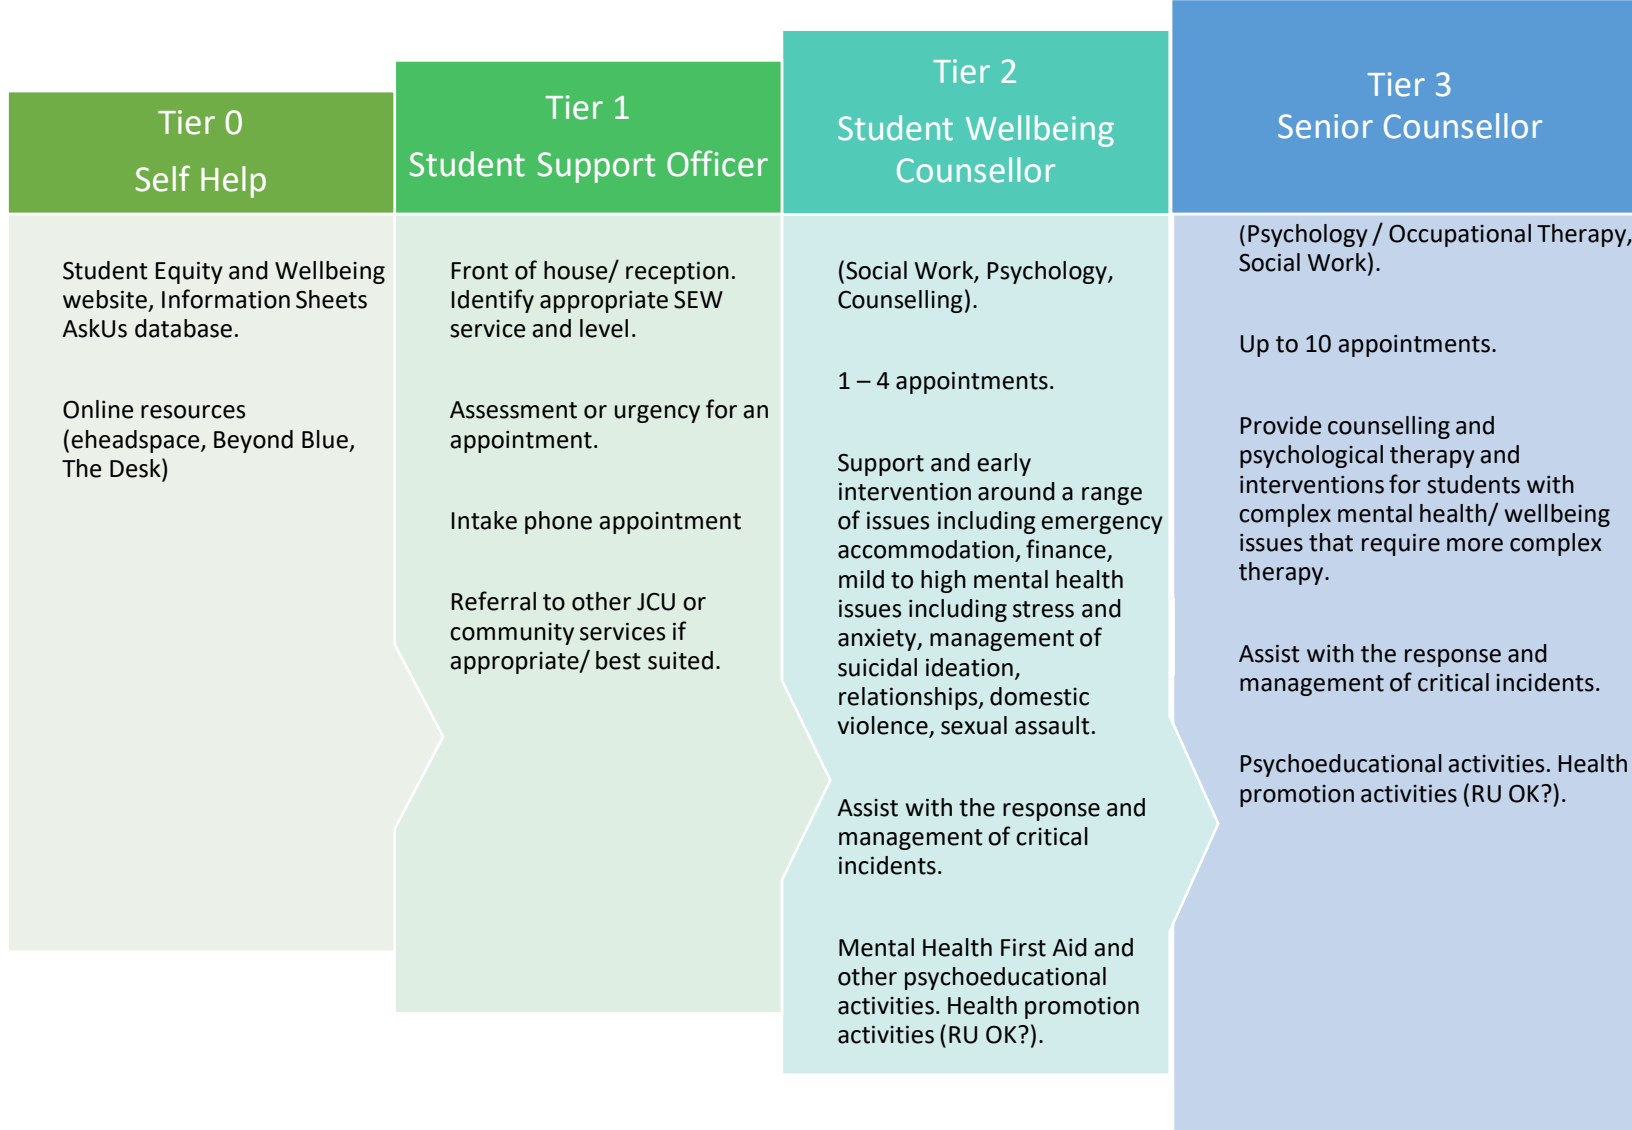 Tier 0
Self Help
Student Equity and Wellbeing
website, Information Sheets
AskUs database.
Online resources
(eheadspace, Beyond Blue,
The Desk)
Tier 1
Student Support Officer
Front of house/ reception.
Identify appropriate SEW
service and level.
Assessment or urgency for an
appointment.
Intake phone appointment
Referral to other JCU or
community services if
appropriate/ best suited.
Tier 2
Student Wellbeing
Counsellor
(Social Work, Psychology,
Counselling).
1 – 4 appointments.
Support and early
intervention around a range
of issues including emergency
accommodation, finance,
mild to high mental health
issues including stress and
anxiety, management of
suicidal ideation,
relationships, domestic
violence, sexual assault.
Assist with the response and
management of critical
incidents.
Mental Health First Aid and
other psychoeducational
activities. Health promotion
activities (RU OK?).
Tier 3
Senior Counsellor
(Psychology / Occupational Therapy,
Social Work).
Up to 10 appointments.
Provide counselling and
psychological therapy and
interventions for students with
complex mental health/ wellbeing
issues that require more complex
therapy.
Assist with the response and
management of critical incidents.
Psychoeducational activities. Health
promotion activities (RU OK?).